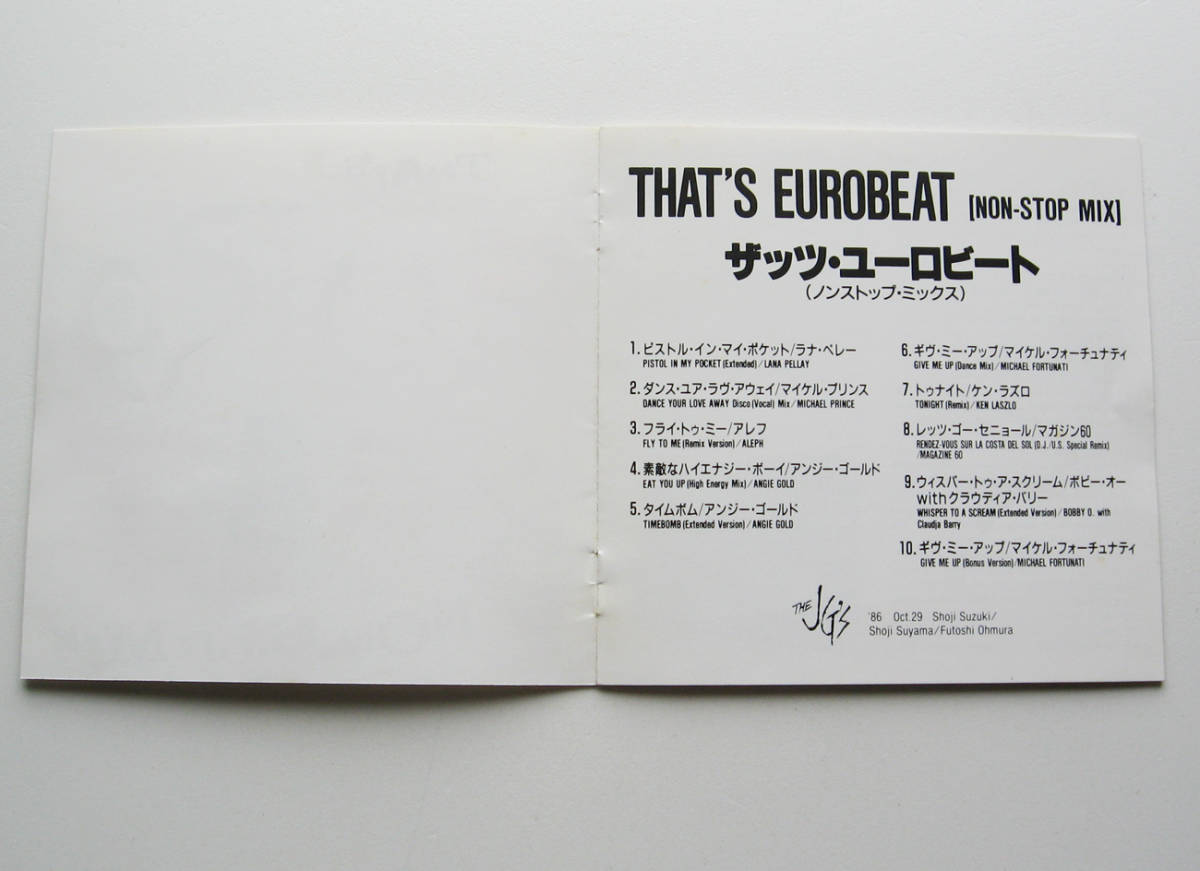 THAT'S EUROBEAT [NON-STOP MIX]
ザッツ・ユーロビート
(ノンストップ・ミックス)
1. ピストル・イン・マイ・ポケット/ラナ・ペレー
PISTOL IN MY POCKET (Extended)/LANA PELLAY
2. ダンス・ユア・ラヴ・アウェイ/マイケル・プリンス
DANCE YOUR LOVE AWAY Disco (Vocal) Mix/MICHAEL PRINCE
3. フライ・トゥ・ミー/アレフ
FLY TO ME (Remix Version)/ALEPH
4. 素敵なハイエナジー・ボーイ/アンジー・ゴールド
EAT YOU UP (High Energy Mix)/ANGIE GOLD
5. タイムボム/アンジー・ゴールド
TIMEBOMB (Extended Version)/ANGIE GOLD
6. ギヴ・ミー・アップ/マイケル・フォーチュナティ
GIVE ME UP (Dance Mix)/MICHAEL FORTUNATI
7. トゥナイト/ケン・ラズロ
TONIGHT (Remix)/KEN LASZLO
8. レッツ・ゴー・セニョール/マガジン60
RENDEZ-VOUS SUR LA COSTA DEL SOL (D.J./U.S. Special Remix)
/MAGAZINE 60
9. ウィスパー・トゥ・ア・スクリーム/ボビー・オー
withクラウディア・バリー
WHISPER TO A SCREAM (Extended Version)/BOBBY O. with
Claudja Barry
10. ギヴ・ミー・アップ/マイケル・フォーチュナティ
GIVE ME UP (Bonus Version)/MICHAEL FORTUNATI
THE JG'S
'86 Oct.29 Shoji Suzuki/
Shoji Suyama/Futoshi Ohmura